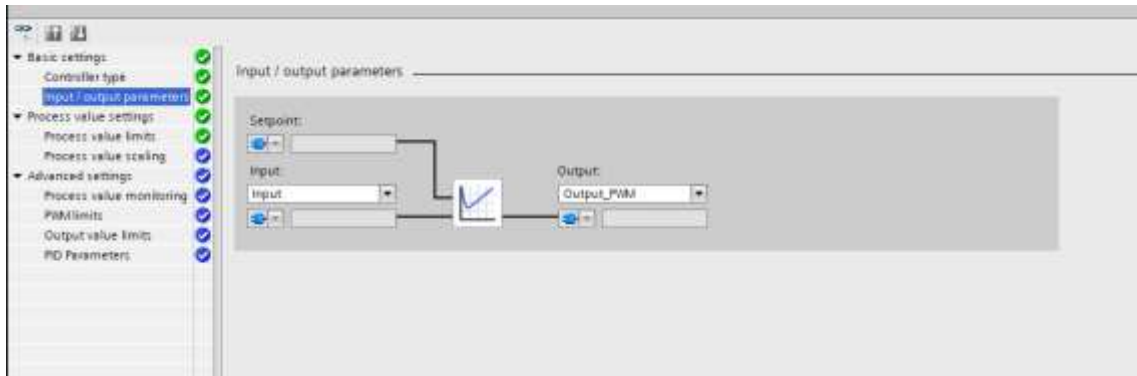 Basic settings
Controller type
Input / output parameters
Process value settings
Process value limits
Process value scaling
Advanced settings
Process value monitoring
PWM limits
Output value limits
PID Parameters
Input / output parameters
Setpoint:
Input:
Input
Output:
Output_PWM